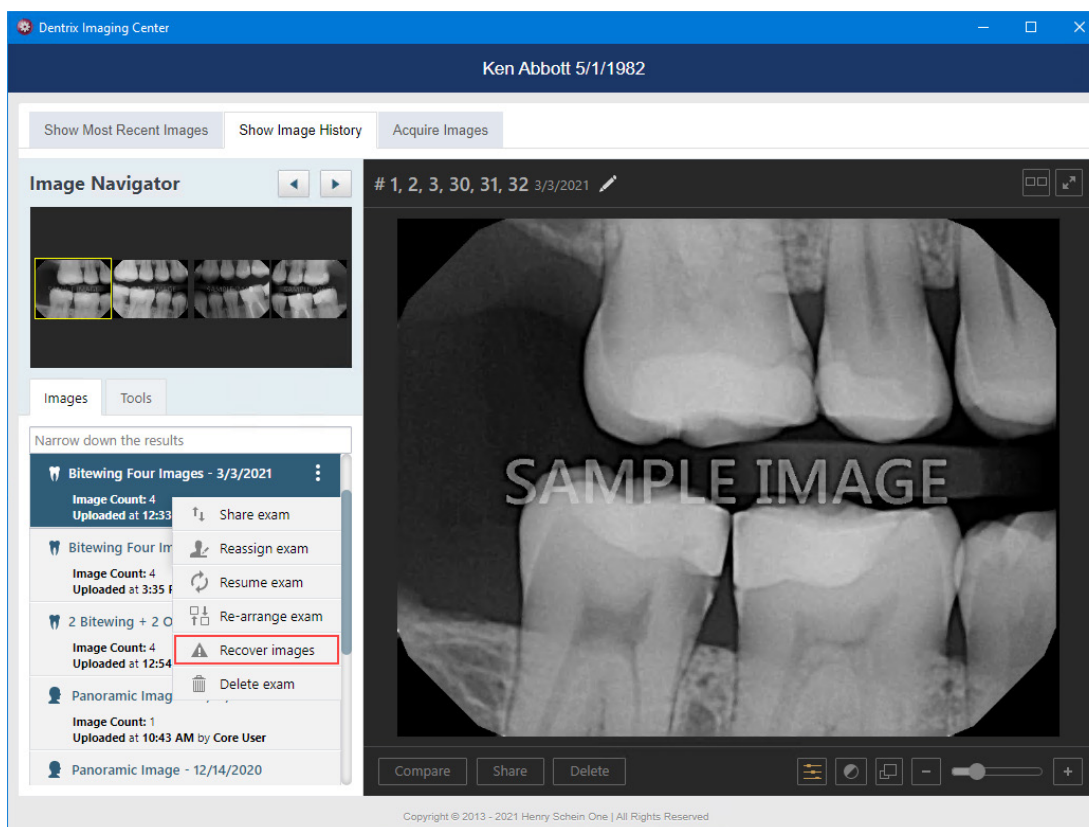 Dentrix Imaging Center
Ken Abbott 5/1/1982
Show Most Recent Images
Show Image History
Acquire Images
Image Navigator
Images
Tools
Narrow down the results
Bitewing Four Images - 3/3/2021
Image Count: 4
Uploaded at 12:33
Share exam
Reassign exam
Resume exam
Re-arrange exam
Recover images
Delete exam
Bitewing Four Im
Image Count: 4
Uploaded at 3:35
2 Bitewing + 2 O
Image Count: 4
Uploaded at 12:54
Panoramic Imag
Image Count: 1
Uploaded at 10:43 AM by Core User
Panoramic Image - 12/14/2020
# 1, 2, 3, 30, 31, 32 3/3/2021
SAMPLE IMAGE
Compare
Share
Delete
Copyright © 2013 - 2021 Henry Schein One | All Rights Reserved